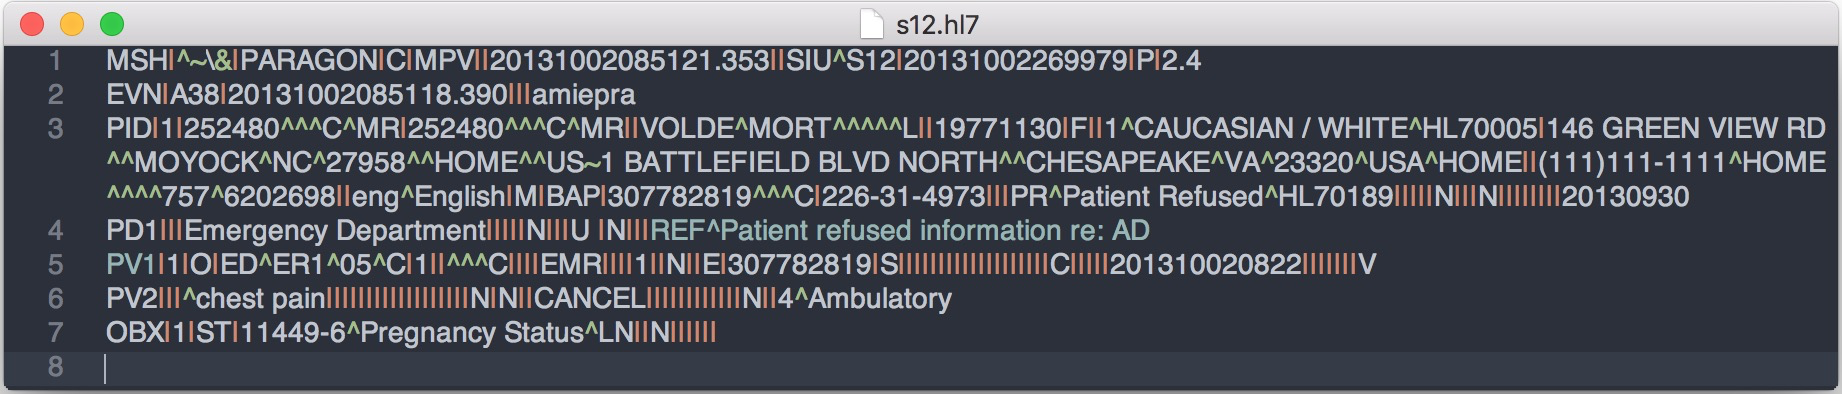 s12.hl7
1 MSH|^~\&|PARAGON|C|MPV||20131002085121.353||SIU^S12|20131002269979|P|2.4
2 EVN|A38|20131002085118.390|||amiepra
3 PID|1|252480^^^C^MR|252480^^^C^MR||VOLDE^MORT^^^^^L||19771130|F||1^CAUCASIAN / WHITE^HL70005|146 GREEN VIEW RD
^^MOYOCK^NC^27958^^HOME^^US~1 BATTLEFIELD BLVD NORTH^^CHESAPEAKE^VA^23320^USA^HOME||(111)111-1111^HOME
^^^^757^6202698||eng^English|M|BAP|307782819^^^C|226-31-4973|||PR^Patient Refused^HL70189|||||N|||N||||||||20130930
4 PD1|||Emergency Department|||||N|||U |N|||REF^Patient refused information re: AD
5 PV1|1|O|ED^ER1^05^C|1||^^^C||||EMR||||1||N||E|307782819|S|||||||||||||||||||C|||||201310020822|||||||V
6 PV2|||^chest pain||||||||||||||||||N|N||CANCEL||||||||||||N||4^Ambulatory
7 OBX|1|ST|11449-6^Pregnancy Status^LN||N||||||
8